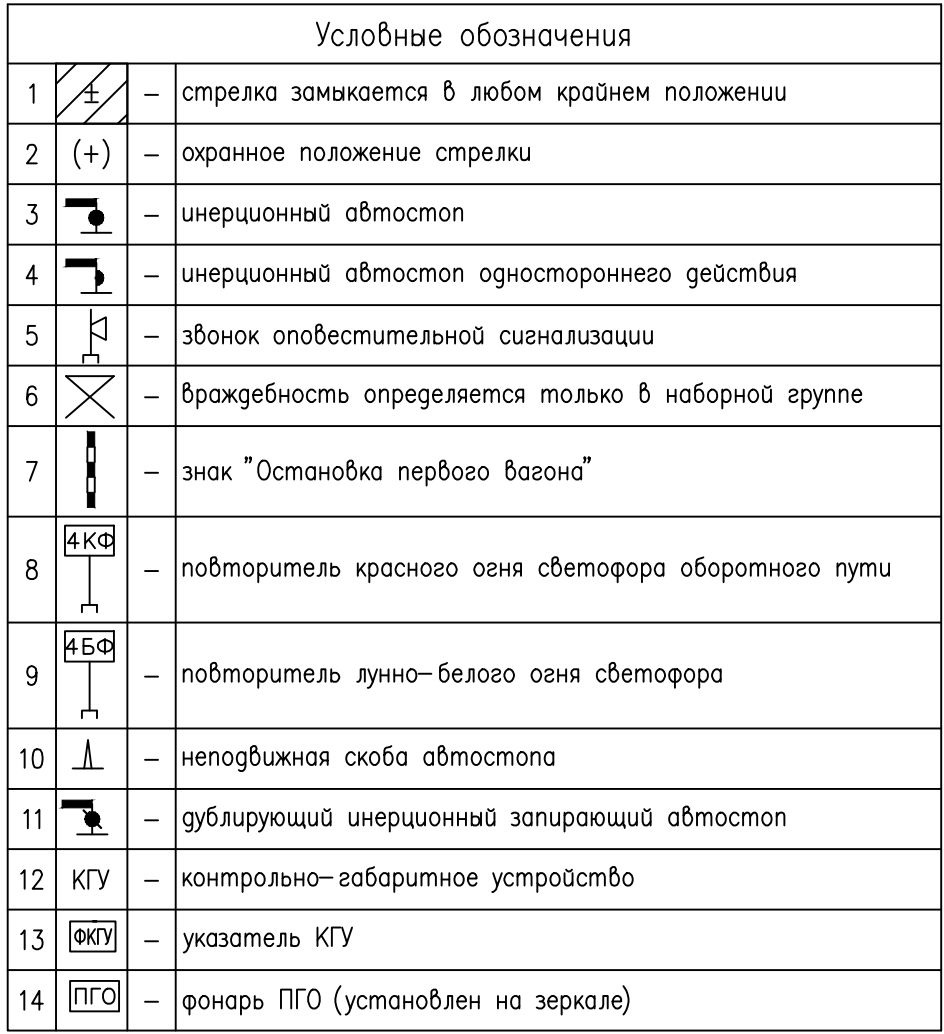 Условные обозначения
1 ± – стрелка замыкается в любом крайнем положении
2 (+) – охранное положение стрелки
3 – инерционный автостоп
4 – инерционный автостоп одностороннего действия
5 – звонок оповестительной сигнализации
6 – враждебность определяется только в наборной группе
7 – знак "Остановка первого вагона"
8 4КФ – повторитель красного огня светофора оборотного пути
9 4БФ – повторитель лунно–белого огня светофора
10 – неподвижная скоба автостопа
11 – дублирующий инерционный запирающий автостоп
12 КГУ – контрольно–габаритное устройство
13 ФКГУ – указатель КГУ
14 ПГО – фонарь ПГО (установлен на зеркале)